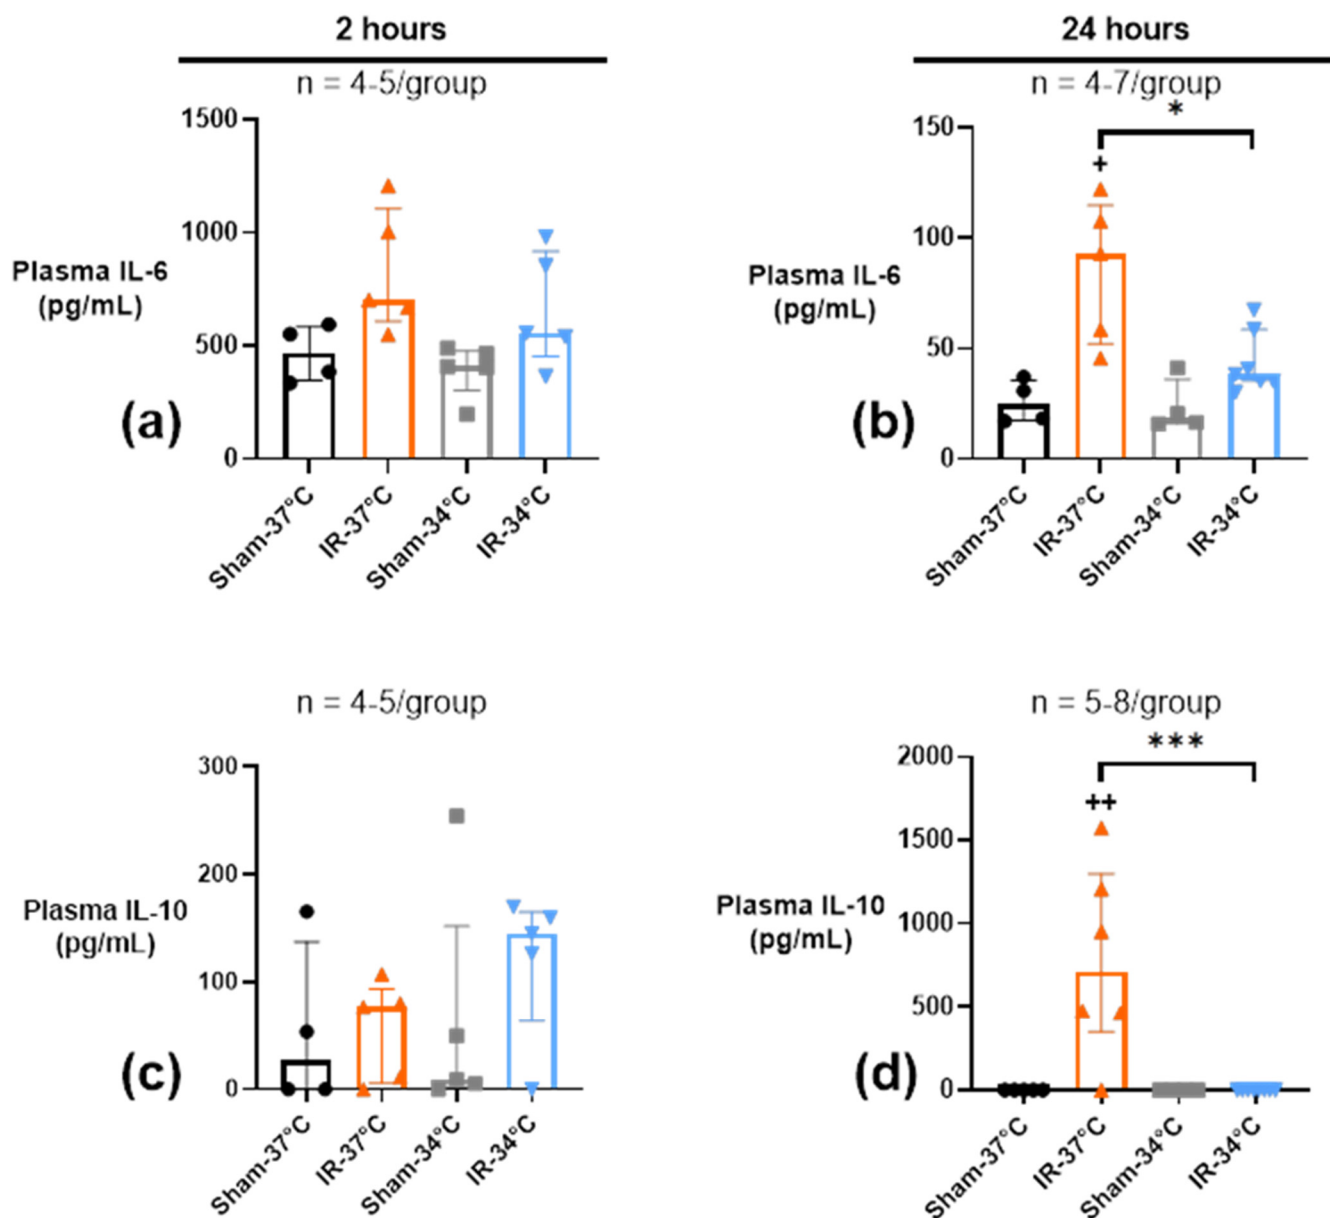 2 hours
24 hours
n = 4-5/group
n = 4-7/group
*
+
1500
1000
500
0
Plasma IL-6
(pg/mL)
(a)
Sham-37°C
IR-37°C
Sham-34°C
IR-34°C
150
100
50
0
Plasma IL-6
(pg/mL)
(b)
Sham-37°C
IR-37°C
Sham-34°C
IR-34°C
n = 4-5/group
300
200
100
0
Plasma IL-10
(pg/mL)
(c)
Sham-37°C
IR-37°C
Sham-34°C
IR-34°C
n = 5-8/group
***
++
2000
1500
1000
500
0
Plasma IL-10
(pg/mL)
(d)
Sham-37°C
IR-37°C
Sham-34°C
IR-34°C